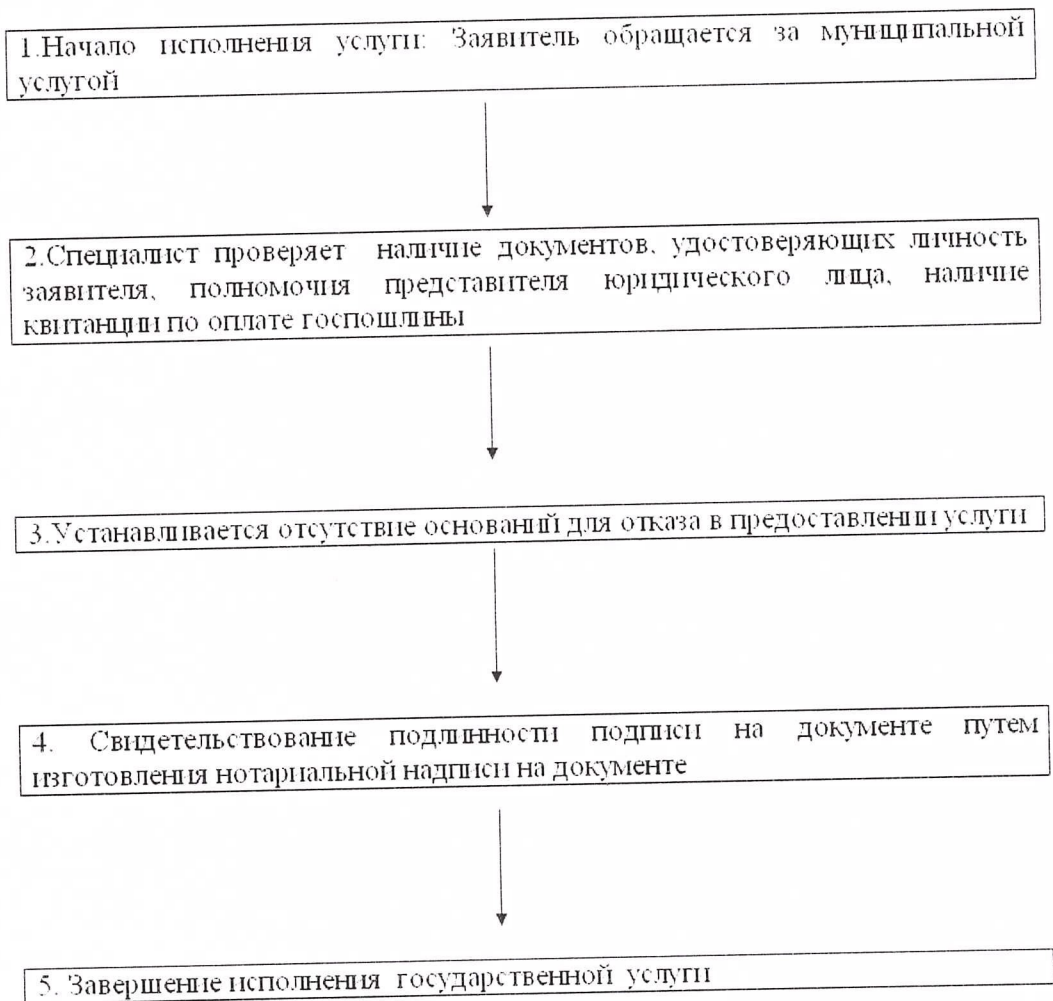 1.Начало исполнения услуги: Заявитель обращается за муниципальной
услугой
2.Специалист проверяет наличие документов, удостоверяющих личность
заявителя, полномочия представителя юридического лица, наличие
квитанции по оплате госпошлины
3.Устанавливается отсутствие оснований для отказа в предоставлении услуги
4. Свидетельствование подлинности подписи на документе путем
изготовления нотариальной надписи на документе
5. Завершение исполнения государственной услуги